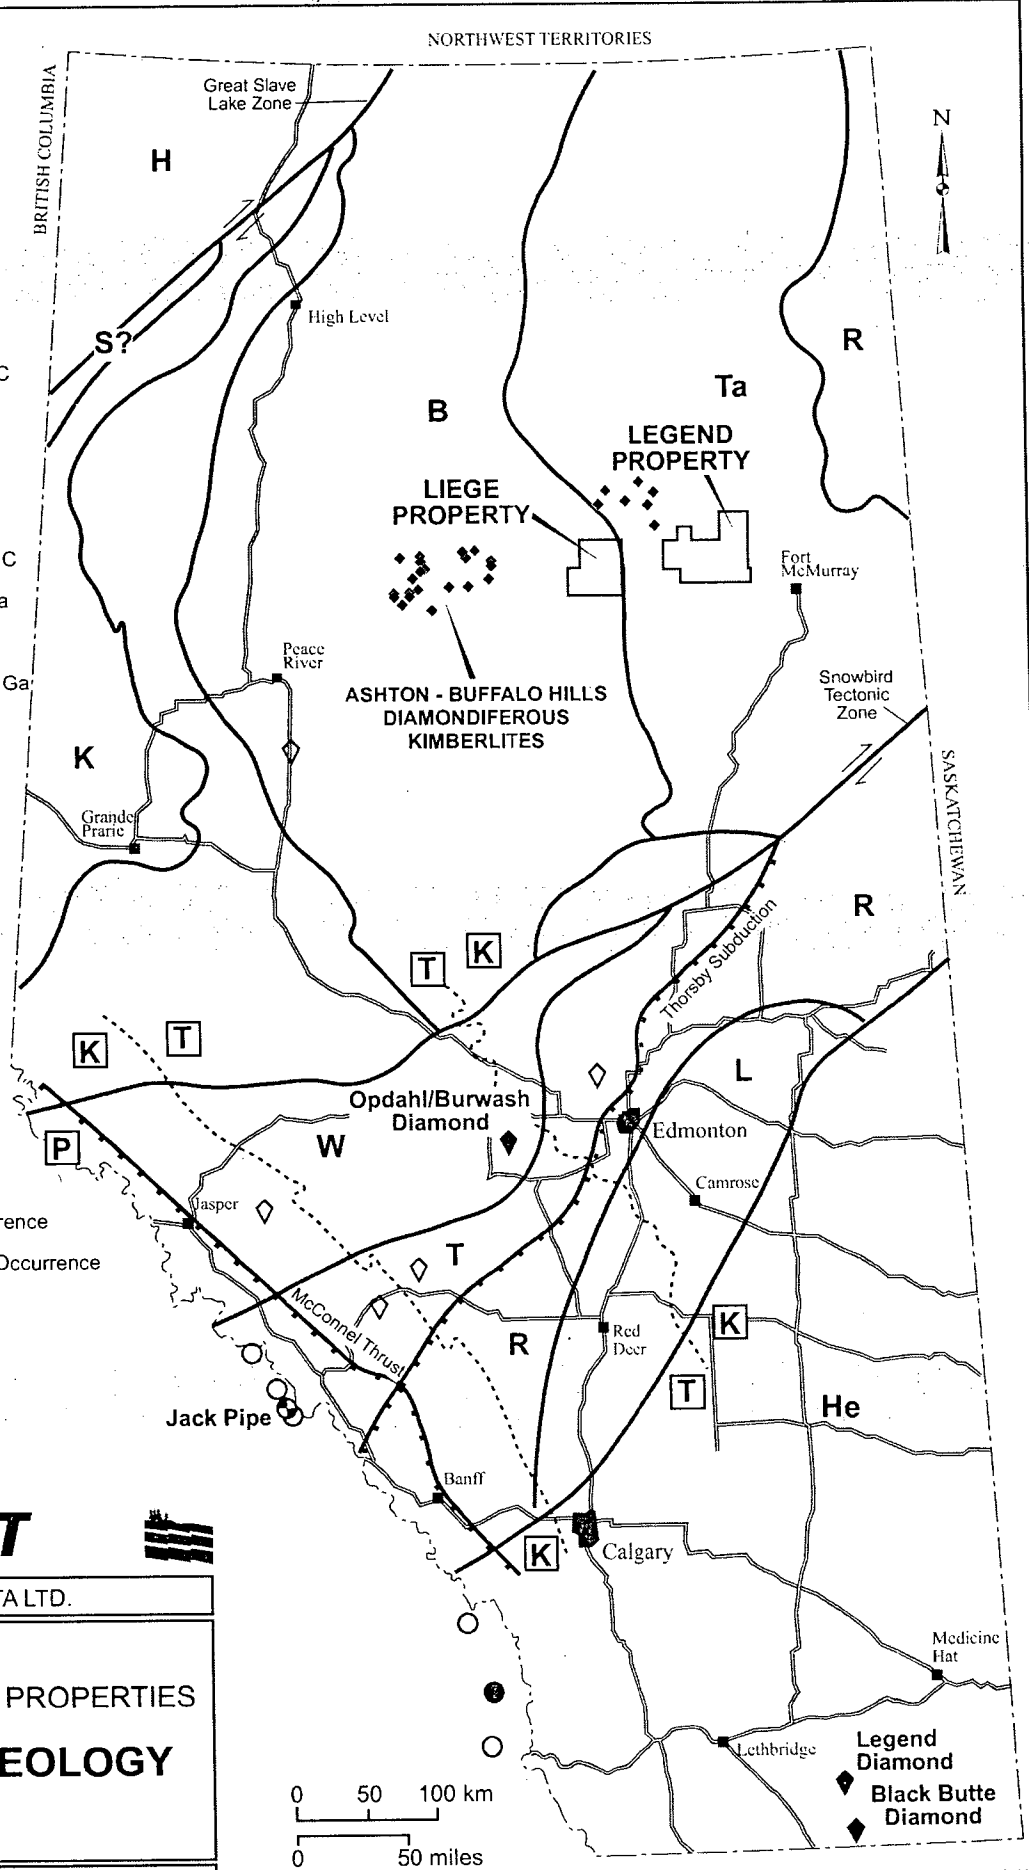 NORTHWEST TERRITORIES
BRITISH COLUMBIA
Great Slave
Lake Zone
N
H
High Level
S?
R
C
B
Ta
LEGEND
PROPERTY
LIEGE
PROPERTY
C
Fort
McMurray
a
Peace
River
Ga
ASHTON - BUFFALO HILLS
DIAMONDIFEROUS
KIMBERLITES
Snowbird
Tectonic
Zone
SASKATCHEWAN
K
Grande
Prarie
R
Thorsby Subduction
K
T
T
K
L
Opdahl/Burwash
Diamond
Edmonton
P
W
Camrose
Jasper
rence
Occurrence
T
McConnel Thrust
K
Red
Deer
R
T
He
Jack Pipe
Banff
T
K
Calgary
TA LTD.
Medicine
Hat
PROPERTIES
EOLOGY
Lethbridge
Legend
Diamond
Black Butte
Diamond
0 50 100 km
0 50 miles